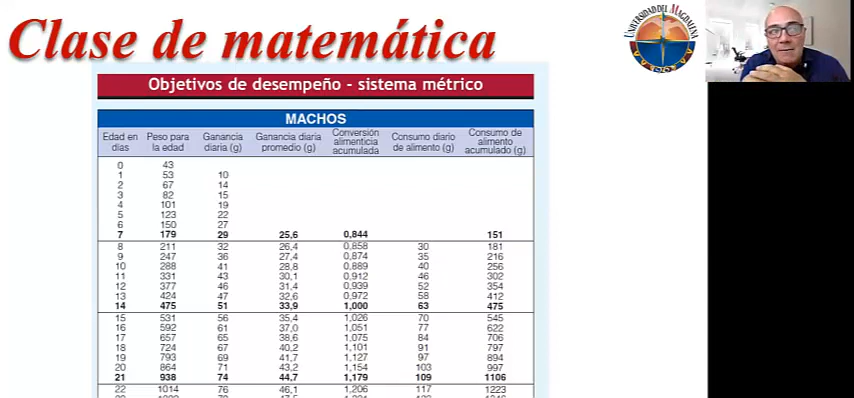 Clase de matemática
UNIVERSIDAD DEL MAGDALENA
Objetivos de desempeño - sistema métrico
MACHOS
Edad en días Peso para la edad Ganancia diaria (g) Ganancia diaria promedio (g) Conversión alimenticia acumulada Consumo diario de alimento (g) Consumo de alimento acumulado (g)
0 43
1 53 10
2 67 14
3 82 15
4 101 19
5 123 22
6 150 27
7 179 29 25,6 0,844 151
8 211 32 26,4 0,858 30 181
9 247 36 27,4 0,874 35 216
10 288 41 28,8 0,889 40 256
11 331 43 30,1 0,912 46 302
12 377 46 31,4 0,939 52 354
13 424 47 32,6 0,972 58 412
14 475 51 33,9 1,000 63 475
15 531 56 35,4 1,026 70 545
16 592 61 37,0 1,051 77 622
17 657 65 38,6 1,075 84 706
18 724 67 40,2 1,101 91 797
19 793 69 41,7 1,127 97 894
20 864 71 43,2 1,154 103 997
21 938 74 44,7 1,179 109 1106
22 1014 76 46,1 1,206 117 1223